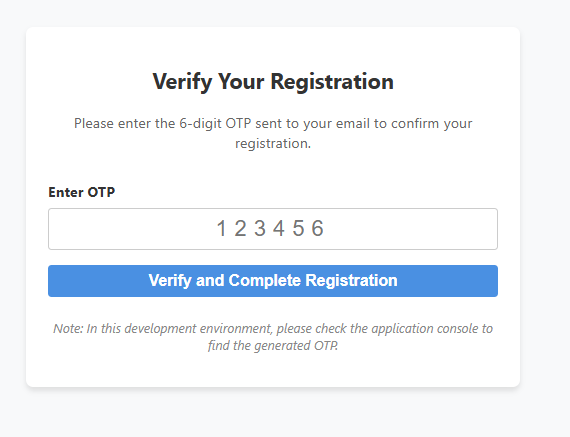 Verify Your Registration
Please enter the 6-digit OTP sent to your email to confirm your
registration.
Enter OTP
1 2 3 4 5 6
Verify and Complete Registration
Note: In this development environment, please check the application console to
find the generated OTP.